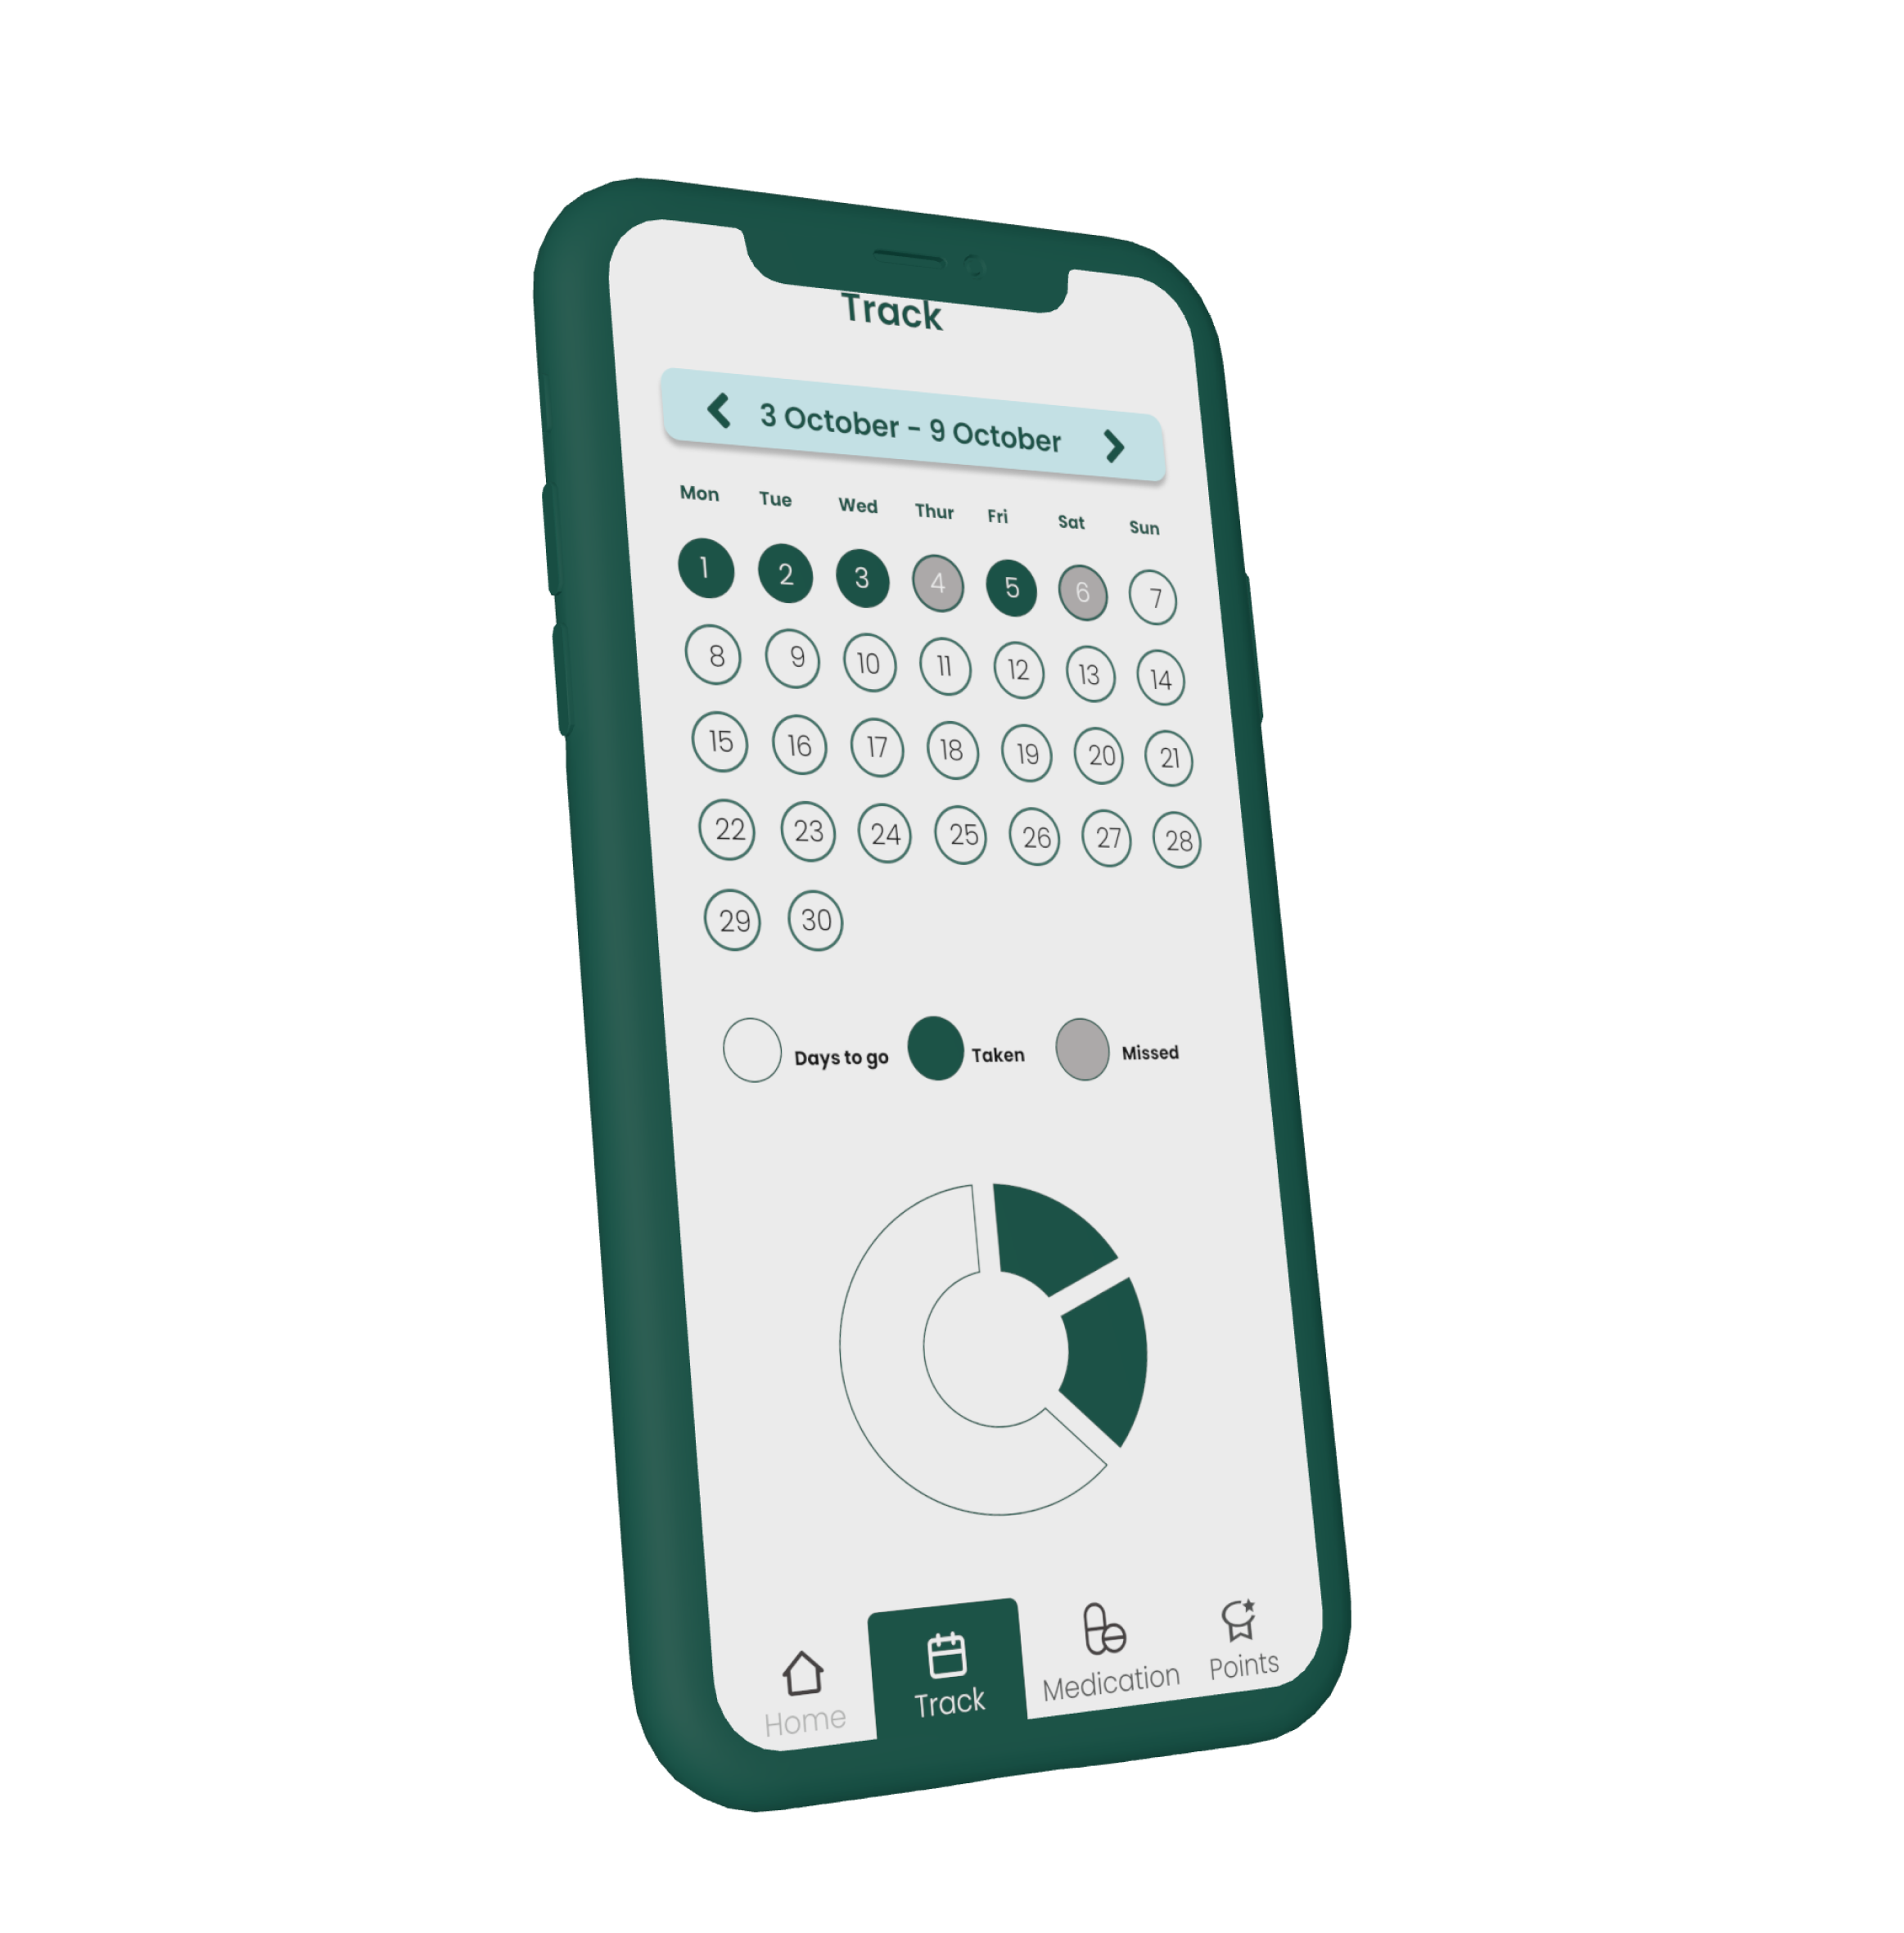 Track
3 October - 9 October
Mon Tue Wed Thur Fri Sat Sun
1 2 3 4 5 6 7
8 9 10 11 12 13 14
15 16 17 18 19 20 21
22 23 24 25 26 27 28
29 30
Days to go Taken Missed
Home Track Medication Points